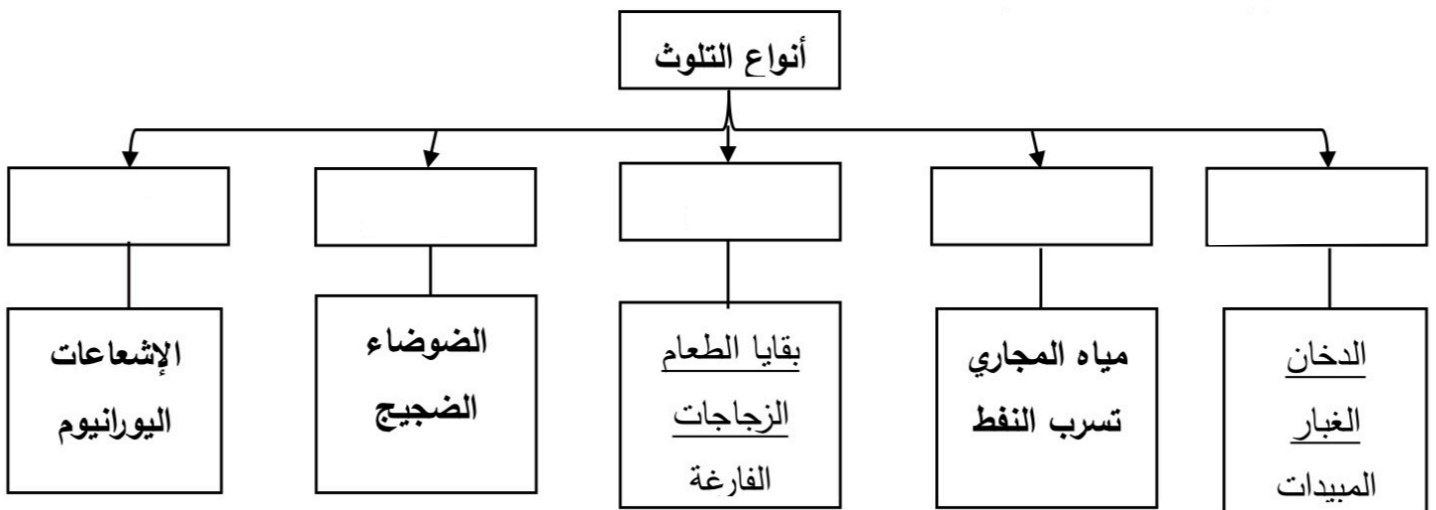 أنواع التلوث
الدخان
الغبار
المبيدات
مياه المجاري
تسرب النفط
بقايا الطعام
الزجاجات
الفارغة
الضوضاء
الضجيج
الإشعاعات
اليورانيوم